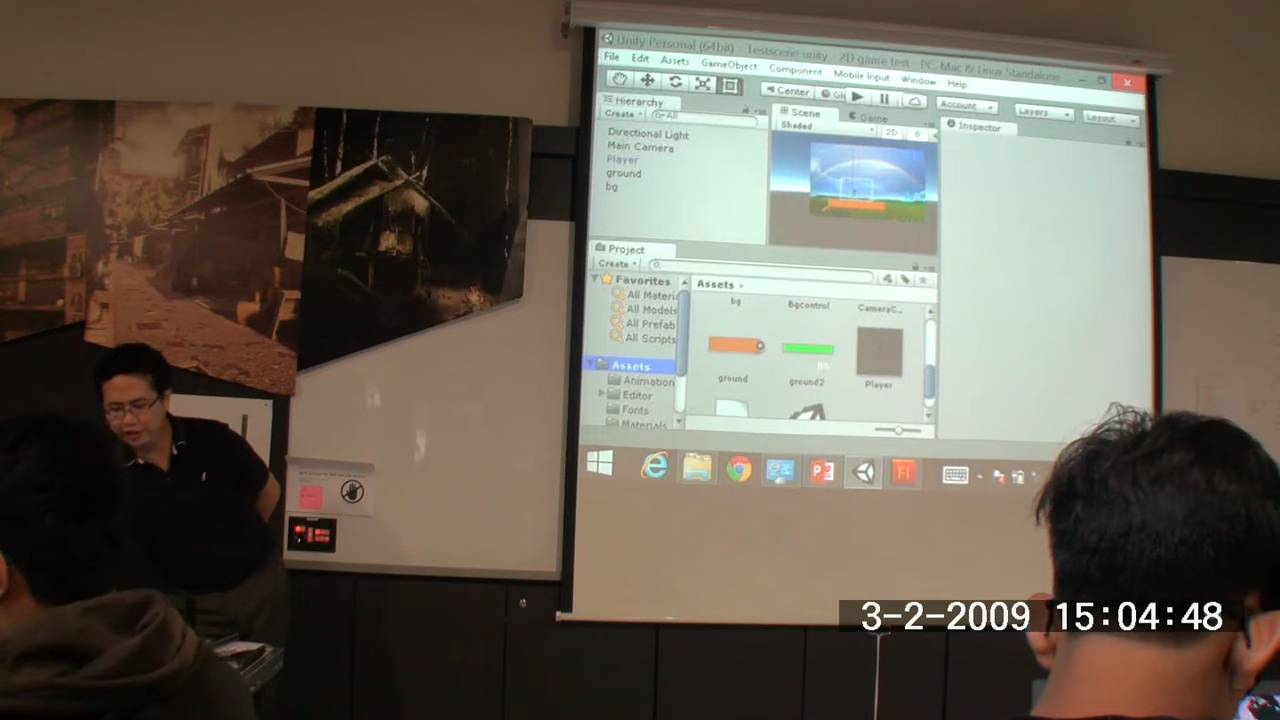 Unity Personal (64bit) - Testscene.unity - 2D game test - PC, Mac & Linux Standalone
File Edit Assets GameObject Component Mobile Input Window Help
Center Gl Account Layers Layout
Hierarchy
Create All
Directional Light
Main Camera
Player
ground
bg
Scene Game
Shaded 2D
Inspector
Project
Create
Favorites
All Materi
All Models
All Prefab
All Scripts
Assets
Animation
Editor
Fonts
Materials
Assets
bg Bgcontrol CameraC...
ground ground2 Player
3-2-2009 15:04:48